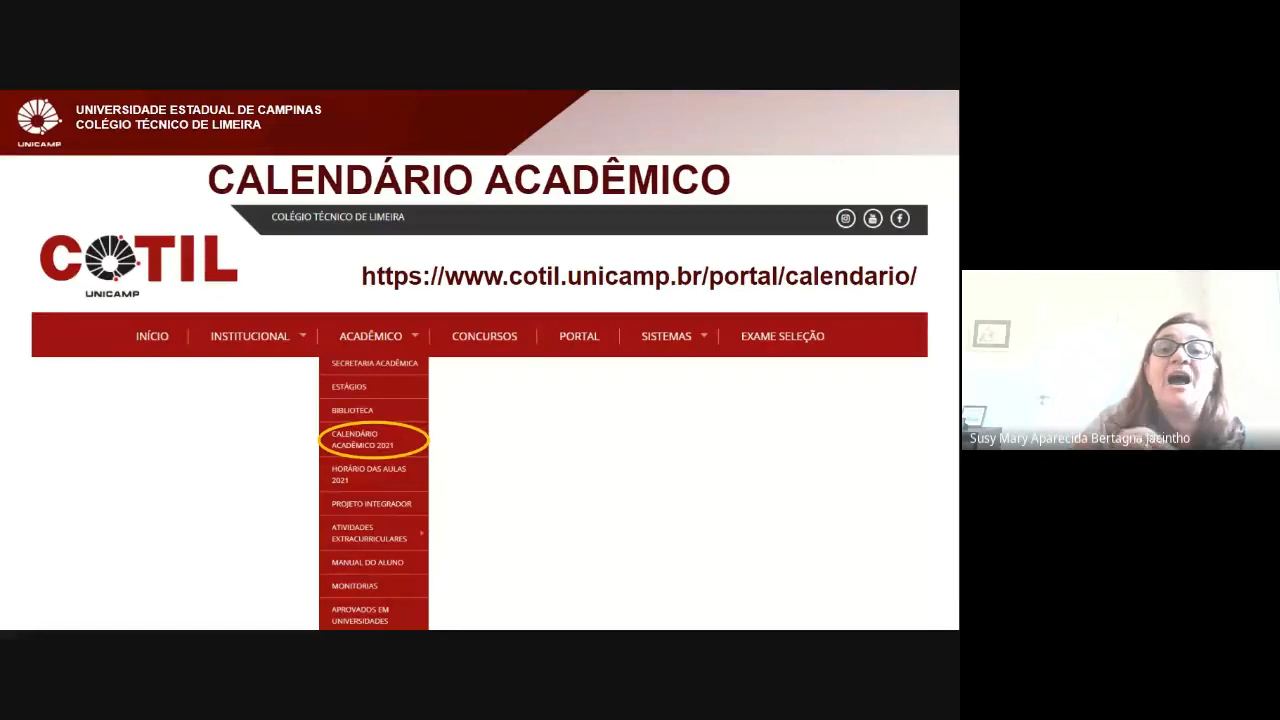 UNIVERSIDADE ESTADUAL DE CAMPINAS
COLÉGIO TÉCNICO DE LIMEIRA
UNICAMP
CALENDÁRIO ACADÊMICO
COLÉGIO TÉCNICO DE LIMEIRA
COTIL
UNICAMP
https://www.cotil.unicamp.br/portal/calendario/
INÍCIO
INSTITUCIONAL
ACADÊMICO
CONCURSOS
PORTAL
SISTEMAS
EXAME SELEÇÃO
SECRETARIA ACADÊMICA
ESTÁGIOS
BIBLIOTECA
CALENDÁRIO
ACADÊMICO 2021
HORÁRIO DAS AULAS
2021
PROJETO INTEGRADOR
ATIVIDADES
EXTRACURRICULARES
MANUAL DO ALUNO
MONITORIAS
APROVADOS EM
UNIVERSIDADES
Susy Mary Aparecida Bertagna Jacintho